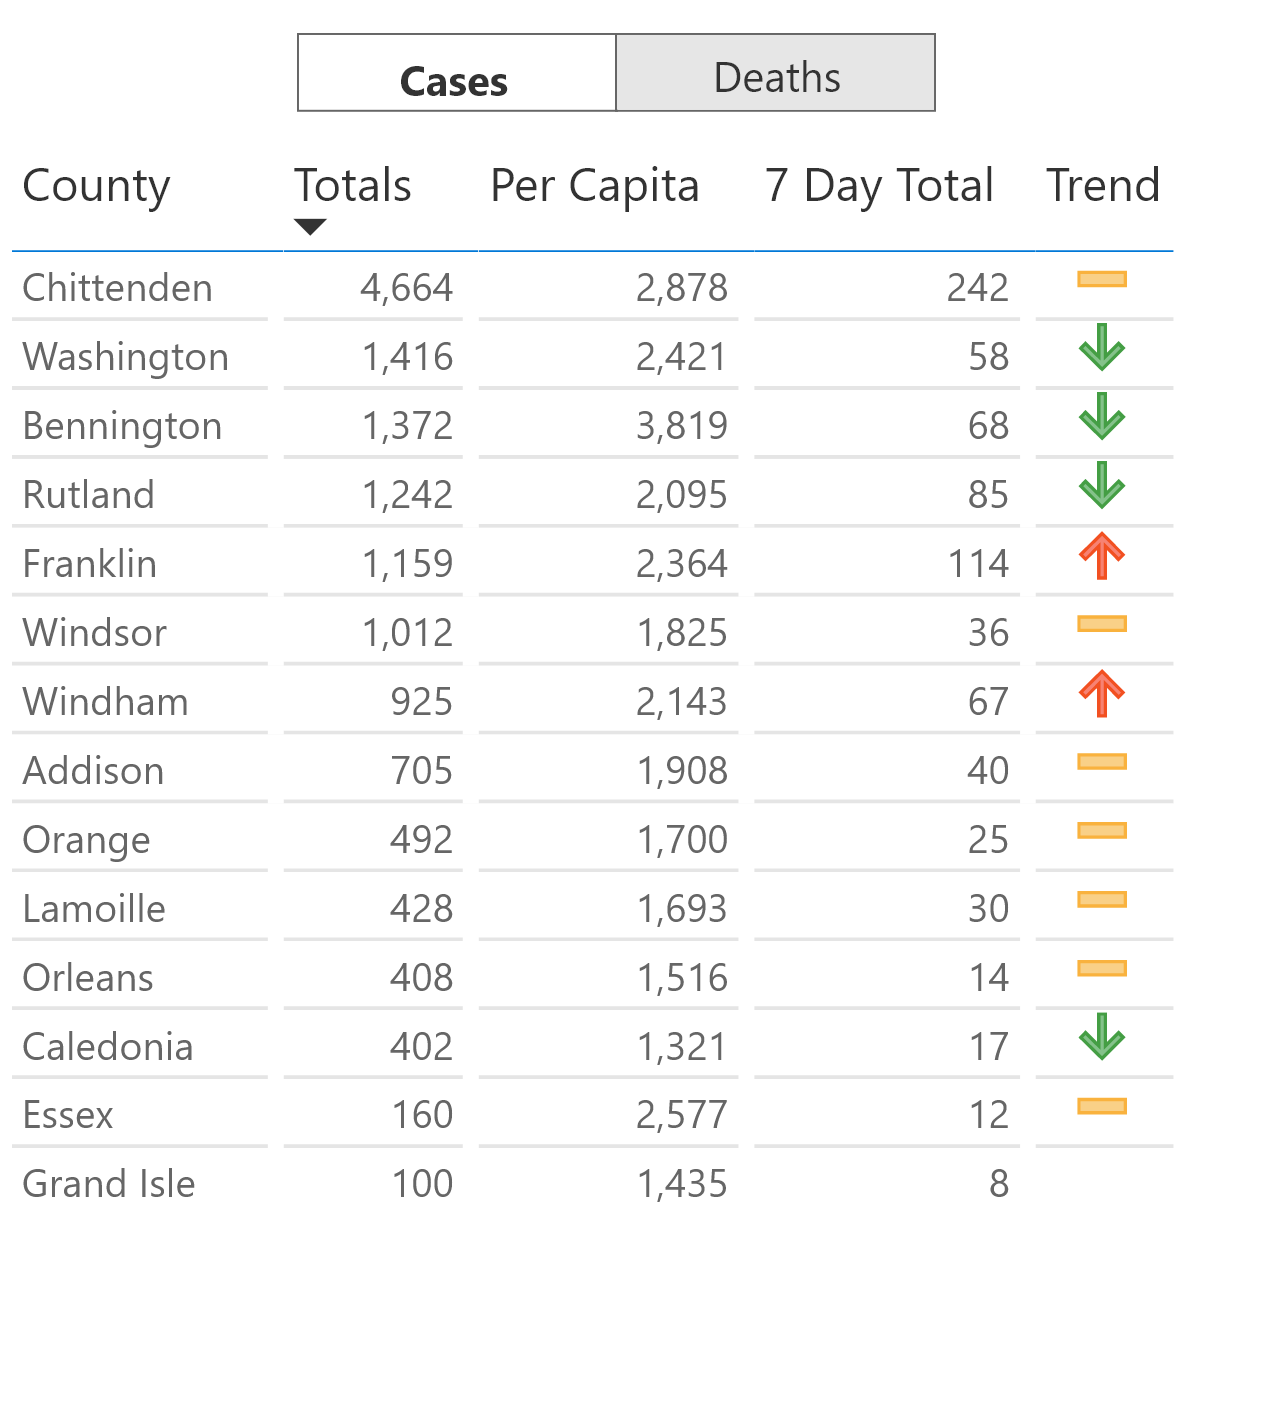 Cases Deaths
County Totals Per Capita 7 Day Total Trend
Chittenden 4,664 2,878 242
Washington 1,416 2,421 58
Bennington 1,372 3,819 68
Rutland 1,242 2,095 85
Franklin 1,159 2,364 114
Windsor 1,012 1,825 36
Windham 925 2,143 67
Addison 705 1,908 40
Orange 492 1,700 25
Lamoille 428 1,693 30
Orleans 408 1,516 14
Caledonia 402 1,321 17
Essex 160 2,577 12
Grand Isle 100 1,435 8